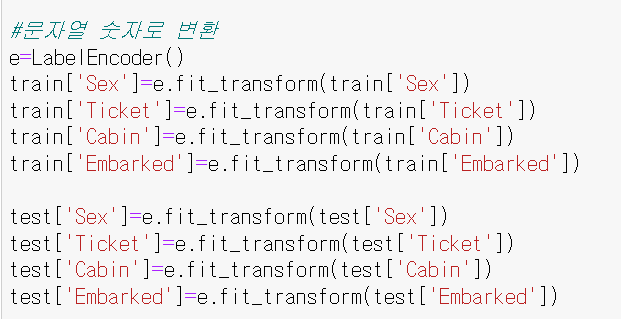 #문자열 숫자로 변환
e=LabelEncoder()
train['Sex']=e.fit_transform(train['Sex'])
train['Ticket']=e.fit_transform(train['Ticket'])
train['Cabin']=e.fit_transform(train['Cabin'])
train['Embarked']=e.fit_transform(train['Embarked'])
test['Sex']=e.fit_transform(test['Sex'])
test['Ticket']=e.fit_transform(test['Ticket'])
test['Cabin']=e.fit_transform(test['Cabin'])
test['Embarked']=e.fit_transform(test['Embarked'])